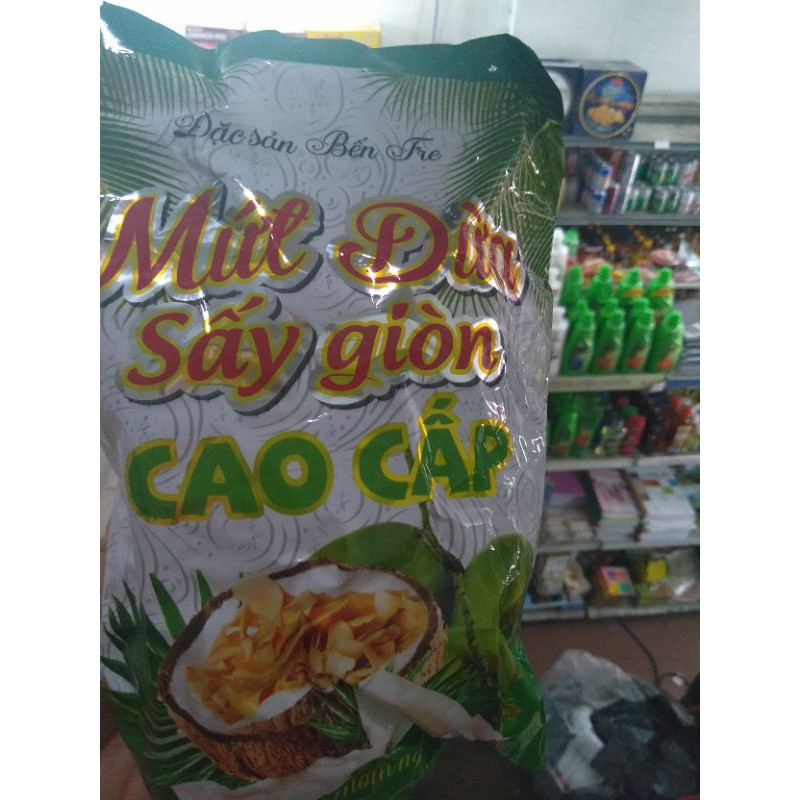 Đặc sản Bến Tre
Mứt Dừa
Sấy giòn
CAO CẤP